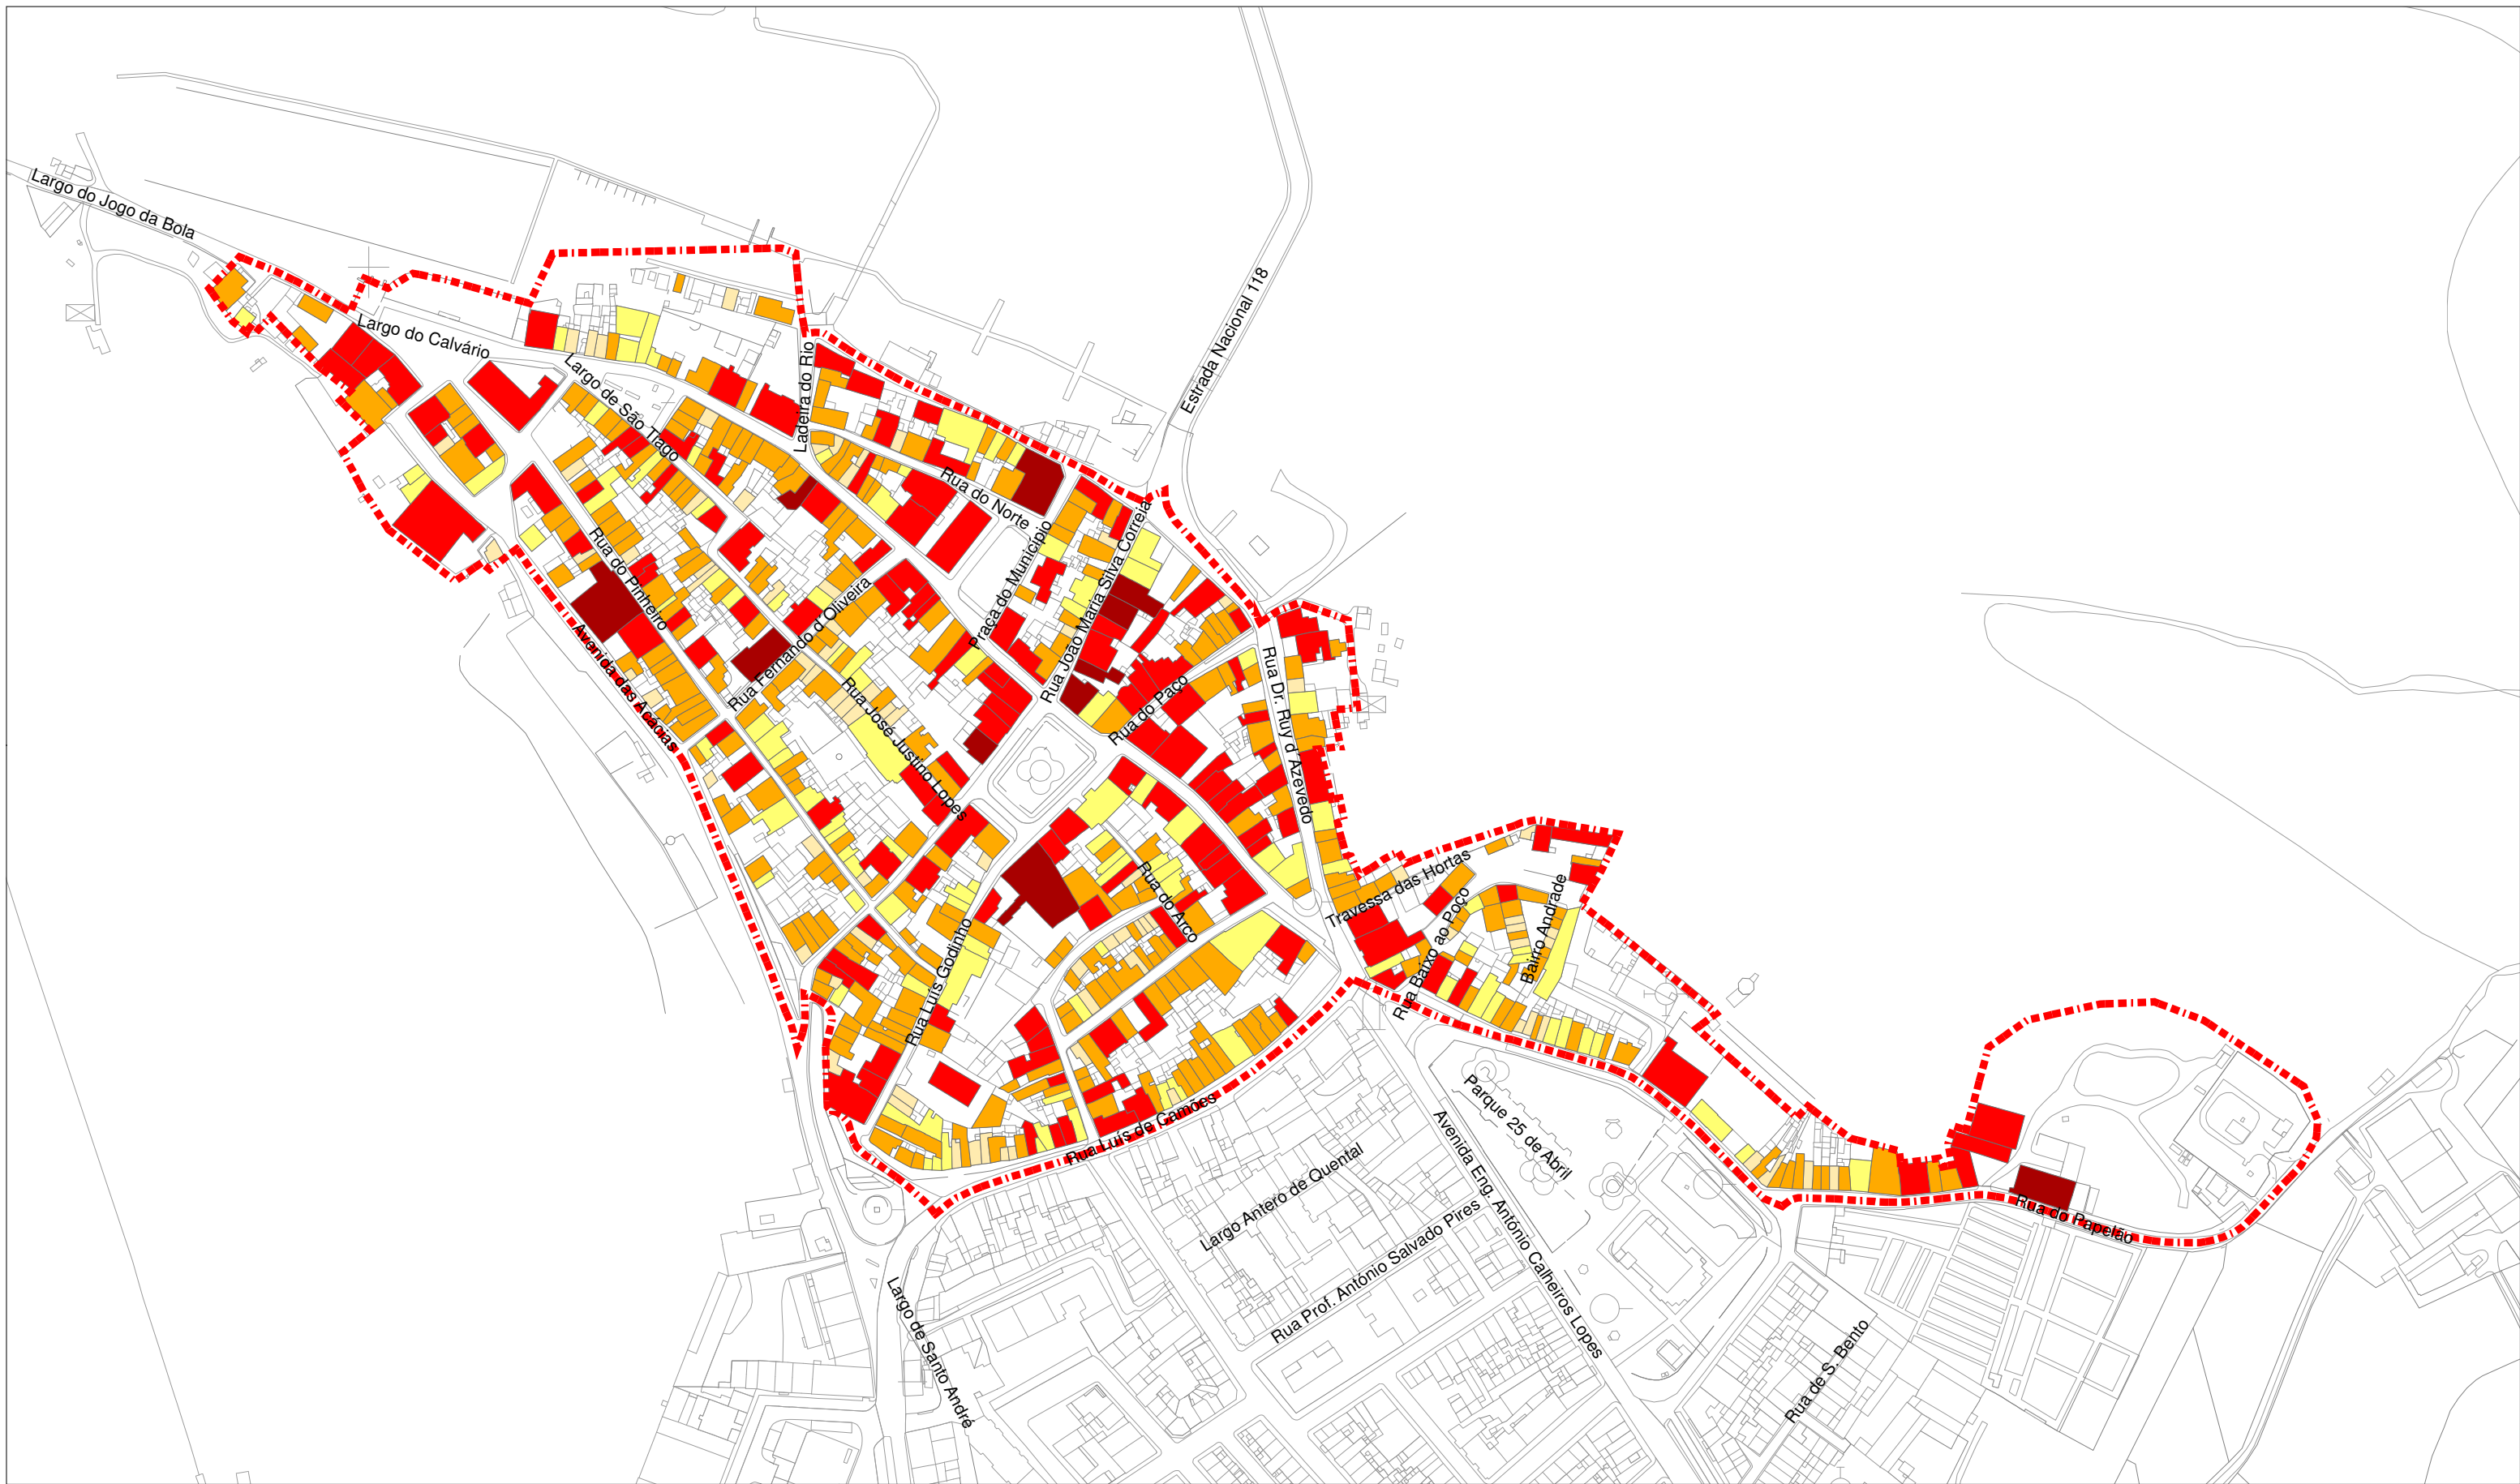 Largo do Jogo da Bola
Largo do Calvário
Estrada Nacional 118
Ladeira do Rio
Largo de São Tiago
Rua do Norte
Praça do Município
Rua João Maria Silva Correia
Rua do Pinheiro
Rua Fernando d´Oliveira
Avenida das Acácias
Rua José Justino Lopes
Rua do Paço
Rua Dr. Ruy d´Azevedo
Rua do Arco
Travessa das Hortas
Rua Baixo ao Poço
Bairro Andrade
Rua Luís Godinho
Rua Luís de Camões
Parque 25 de Abril
Largo Antero de Quental
Avenida Eng. António Calheiros Lopes
Rua Prof. António Salvado Pires
Rua do Papelão
Largo de Santo André
Rua de S. Bento